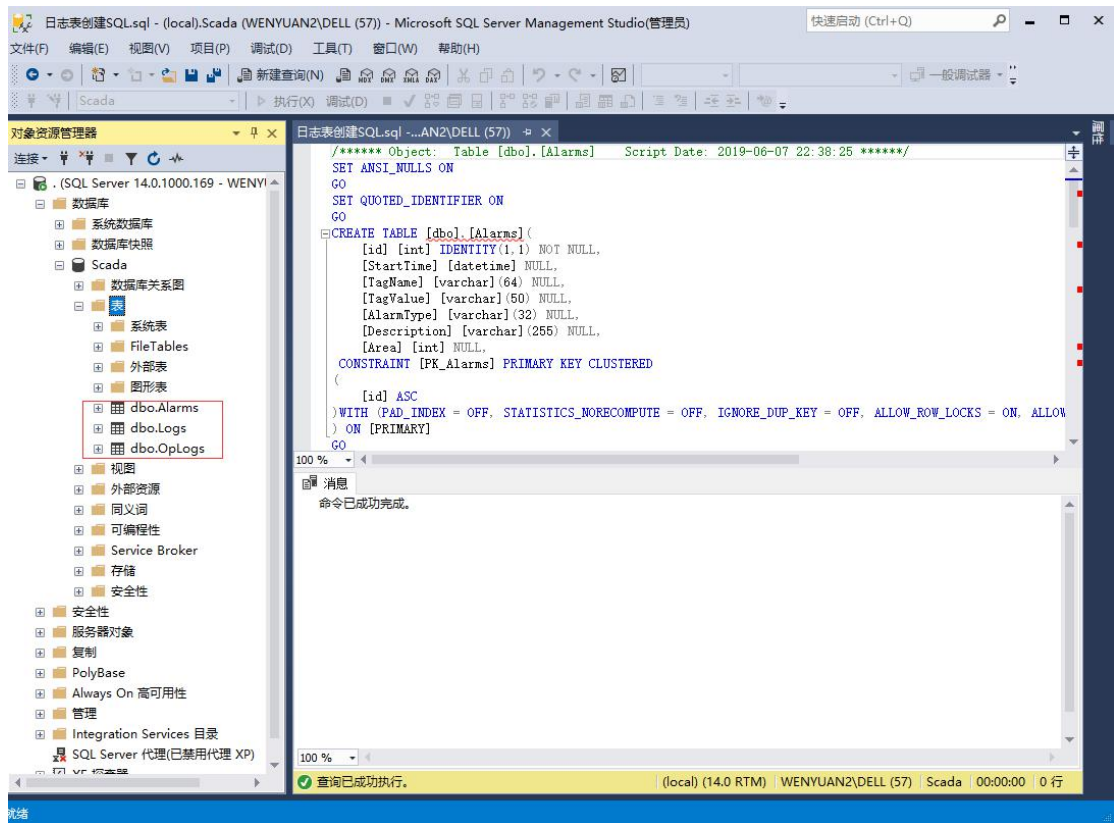 日志表创建SQL.sql - (local).Scada (WENYUAN2\DELL (57)) - Microsoft SQL Server Management Studio(管理员)
快速启动 (Ctrl+Q)
文件(F) 编辑(E) 视图(V) 项目(P) 调试(D) 工具(T) 窗口(W) 帮助(H)
新建查询(N)
MDX DMX XMLA DAX
一般调试器
Scada
执行(X) 调试(D)
对象资源管理器
连接
. (SQL Server 14.0.1000.169 - WENYU
数据库
系统数据库
数据库快照
Scada
数据库关系图
表
系统表
FileTables
外部表
图形表
dbo.Alarms
dbo.Logs
dbo.OpLogs
视图
外部资源
同义词
可编程性
Service Broker
存储
安全性
安全性
服务器对象
复制
PolyBase
Always On 高可用性
管理
Integration Services 目录
SQL Server 代理(已禁用代理 XP)
日志表创建SQL.sql -...AN2\DELL (57))
/****** Object:  Table [dbo].[Alarms]    Script Date: 2019-06-07 22:38:25 ******/
SET ANSI_NULLS ON
GO
SET QUOTED_IDENTIFIER ON
GO
CREATE TABLE [dbo].[Alarms](
[id] [int] IDENTITY(1,1) NOT NULL,
[StartTime] [datetime] NULL,
[TagName] [varchar](64) NULL,
[TagValue] [varchar](50) NULL,
[AlarmType] [varchar](32) NULL,
[Description] [varchar](255) NULL,
[Area] [int] NULL,
CONSTRAINT [PK_Alarms] PRIMARY KEY CLUSTERED
(
[id] ASC
)WITH (PAD_INDEX = OFF, STATISTICS_NORECOMPUTE = OFF, IGNORE_DUP_KEY = OFF, ALLOW_ROW_LOCKS = ON, ALLOW
) ON [PRIMARY]
GO
100 %
消息
命令已成功完成。
100 %
查询已成功执行。
(local) (14.0 RTM) WENYUAN2\DELL (57) Scada 00:00:00 0 行
属性
就绪